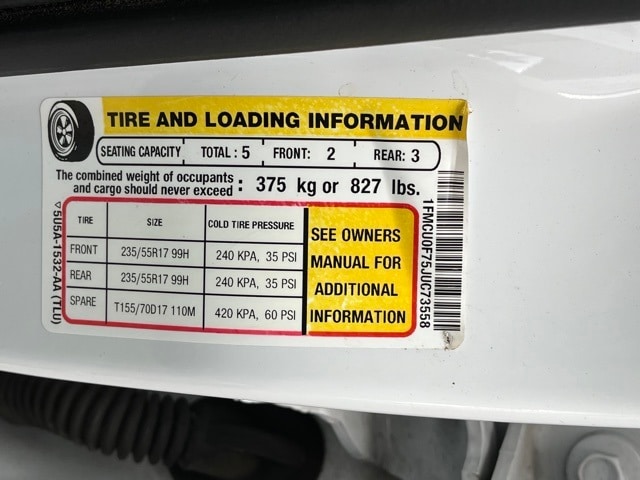 TIRE AND LOADING INFORMATION
SEATING CAPACITY TOTAL : 5 FRONT: 2 REAR: 3
The combined weight of occupants
and cargo should never exceed : 375 kg or 827 lbs.
TIRE SIZE COLD TIRE PRESSURE
FRONT 235/55R17 99H 240 KPA, 35 PSI
REAR 235/55R17 99H 240 KPA, 35 PSI
SPARE T155/70D17 110M 420 KPA, 60 PSI
SEE OWNERS
MANUAL FOR
ADDITIONAL
INFORMATION
▽5U5A-1532-AA (TLU)
1FMCU0F75JUC73558